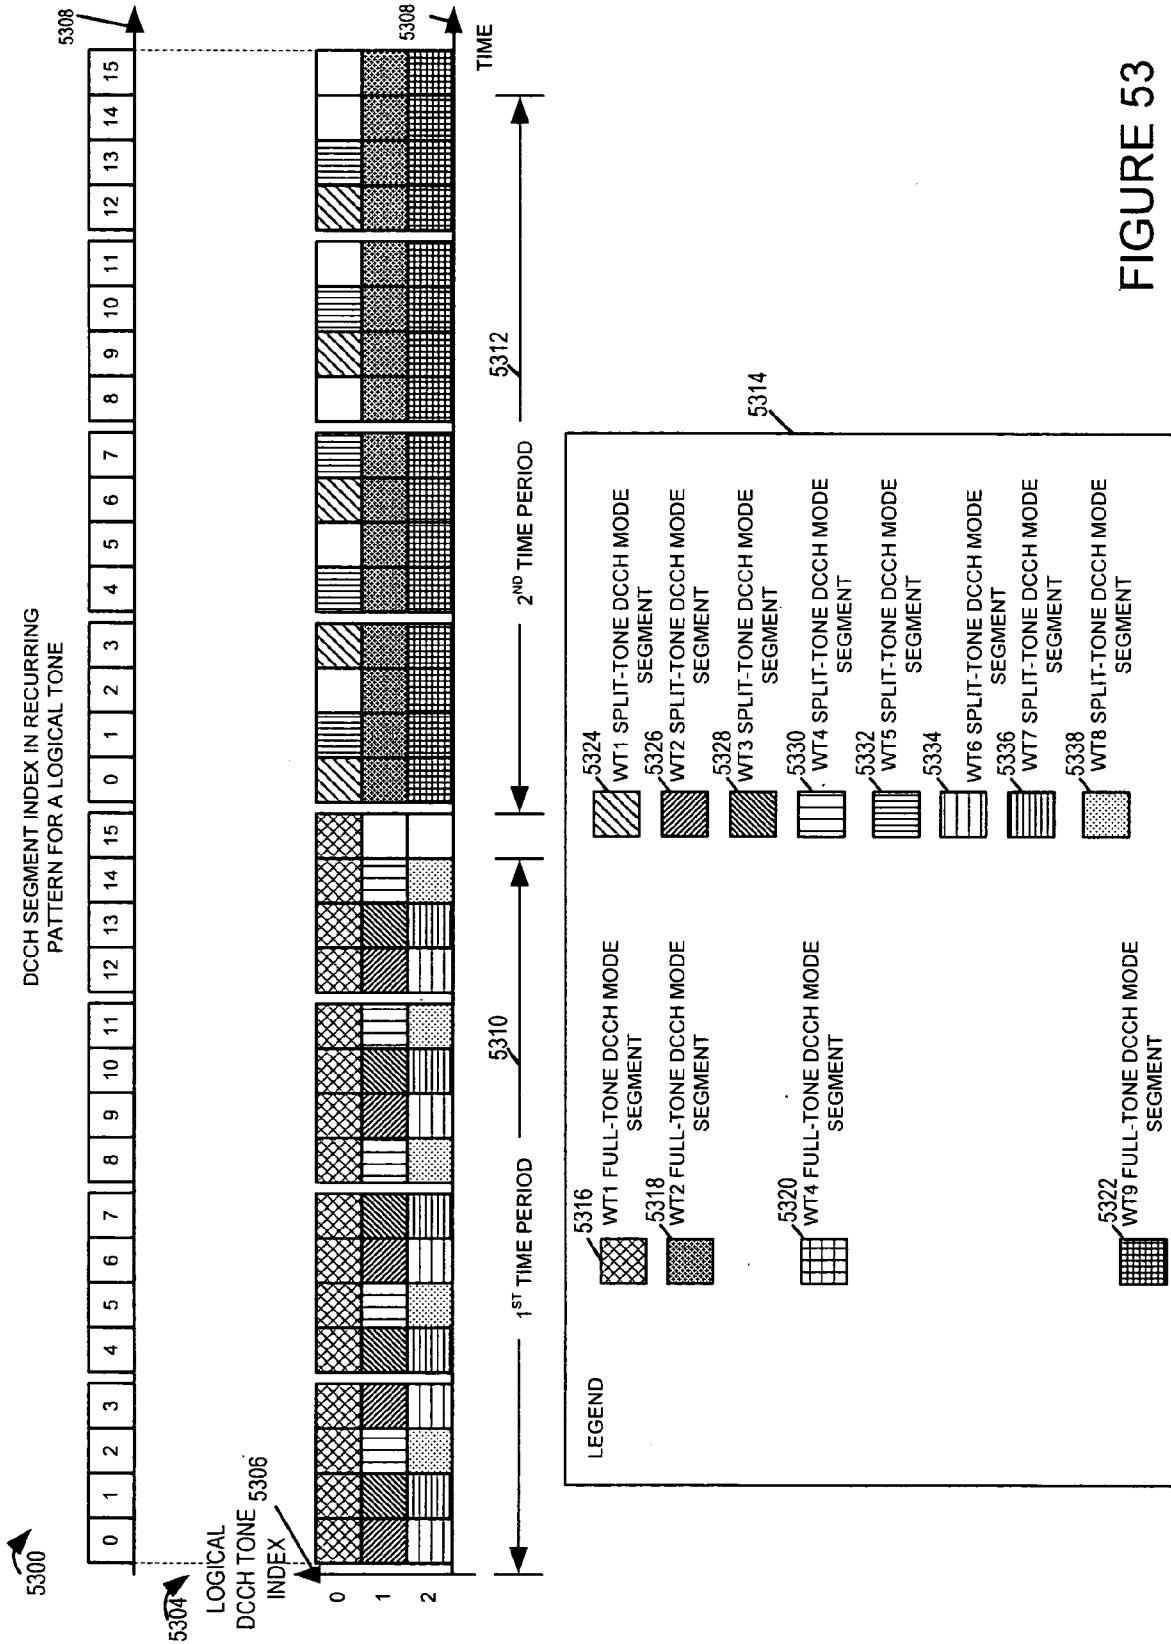 5300
DCCH SEGMENT INDEX IN RECURRING
PATTERN FOR A LOGICAL TONE
0 1 2 3 4 5 6 7 8 9 10 11 12 13 14 15 0 1 2 3 4 5 6 7 8 9 10 11 12 13 14 15
5308
5304
LOGICAL
DCCH TONE
INDEX
5306
0
1
2
5308
TIME
1ST TIME PERIOD
5310
2ND TIME PERIOD
5312
5314
LEGEND
5316
WT1 FULL-TONE DCCH MODE
SEGMENT
5318
WT2 FULL-TONE DCCH MODE
SEGMENT
5320
WT4 FULL-TONE DCCH MODE
SEGMENT
5322
WT9 FULL-TONE DCCH MODE
SEGMENT
5324
WT1 SPLIT-TONE DCCH MODE
SEGMENT
5326
WT2 SPLIT-TONE DCCH MODE
SEGMENT
5328
WT3 SPLIT-TONE DCCH MODE
SEGMENT
5330
WT4 SPLIT-TONE DCCH MODE
SEGMENT
5332
WT5 SPLIT-TONE DCCH MODE
SEGMENT
5334
WT6 SPLIT-TONE DCCH MODE
SEGMENT
5336
WT7 SPLIT-TONE DCCH MODE
SEGMENT
5338
WT8 SPLIT-TONE DCCH MODE
SEGMENT
FIGURE 53